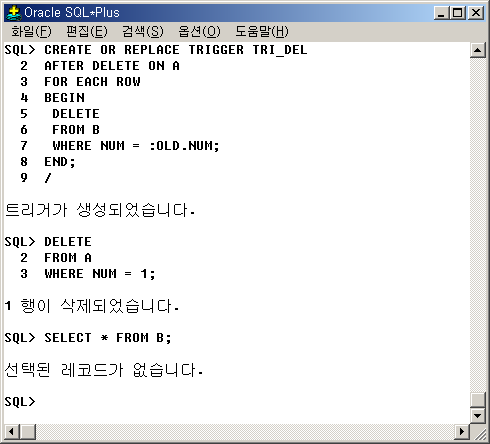 Oracle SQL*Plus
화일(F) 편집(E) 검색(S) 옵션(O) 도움말(H)
SQL> CREATE OR REPLACE TRIGGER TRI_DEL
2 AFTER DELETE ON A
3 FOR EACH ROW
4 BEGIN
5 DELETE
6 FROM B
7 WHERE NUM = :OLD.NUM;
8 END;
9 /
트리거가 생성되었습니다.
SQL> DELETE
2 FROM A
3 WHERE NUM = 1;
1 행이 삭제되었습니다.
SQL> SELECT * FROM B;
선택된 레코드가 없습니다.
SQL>